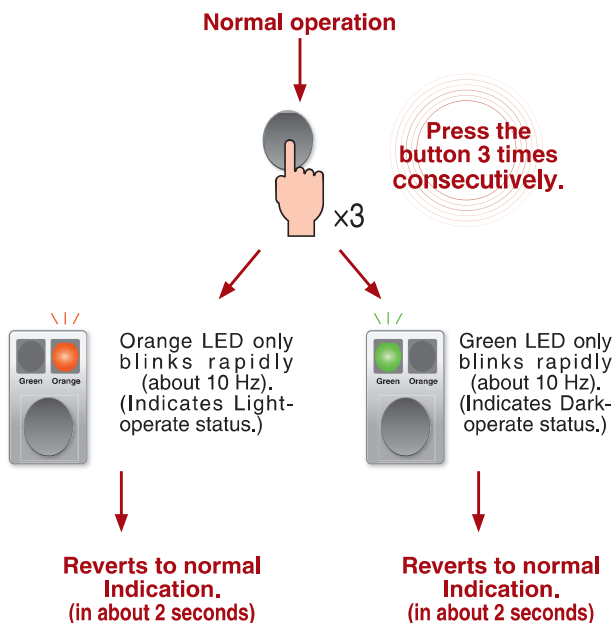 Normal operation
Press the
button 3 times
consecutively.
×3
Green Orange
Orange LED only
blinks rapidly
(about 10 Hz).
(Indicates Light-
operate status.)
Green Orange
Green LED only
blinks rapidly
(about 10 Hz).
(Indicates Dark-
operate status.)
Reverts to normal
Indication.
(in about 2 seconds)
Reverts to normal
Indication.
(in about 2 seconds)